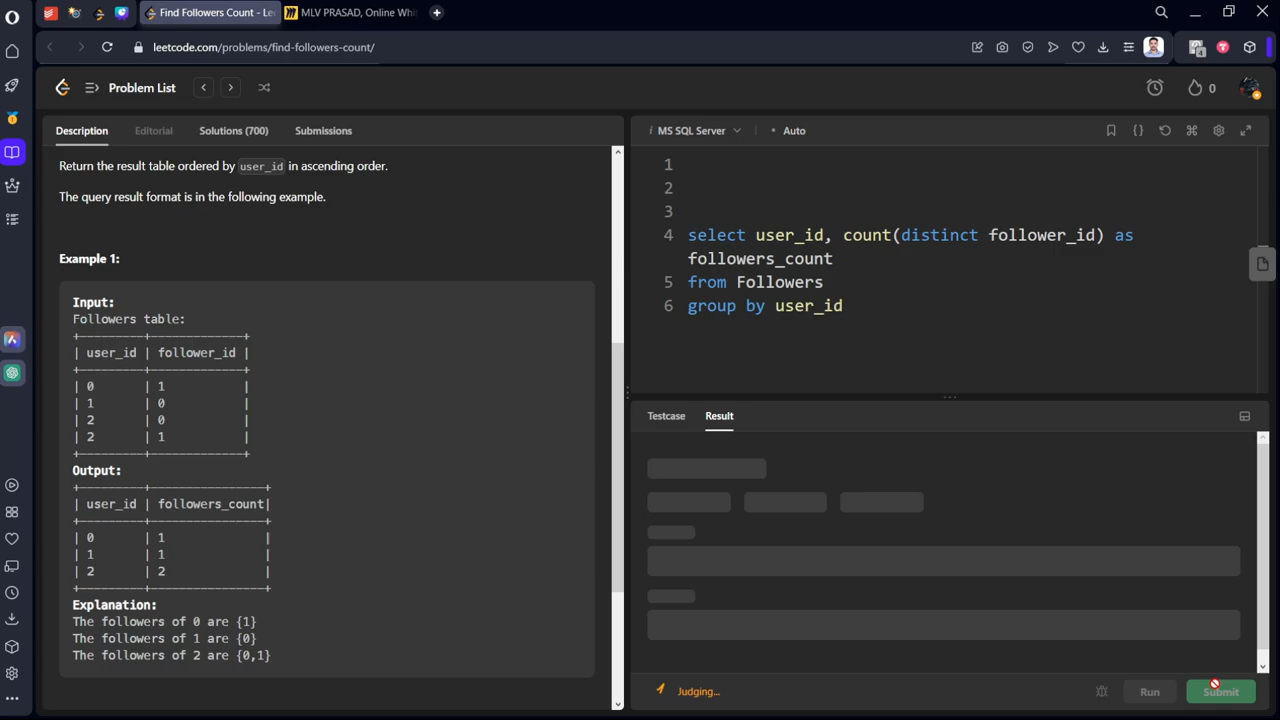 Find Followers Count - Lee
MLV PRASAD, Online Whi
leetcode.com/problems/find-followers-count/
4
Problem List
0
Description
Editorial
Solutions (700)
Submissions
Return the result table ordered by user_id in ascending order.
The query result format is in the following example.
Example 1:
Input:
Followers table:
+---------+-------------+
| user_id | follower_id |
+---------+-------------+
| 0 | 1 |
| 1 | 0 |
| 2 | 0 |
| 2 | 1 |
+---------+-------------+
Output:
+---------+----------------+
| user_id | followers_count|
+---------+----------------+
| 0 | 1 |
| 1 | 1 |
| 2 | 2 |
+---------+----------------+
Explanation:
The followers of 0 are {1}
The followers of 1 are {0}
The followers of 2 are {0,1}
i MS SQL Server
• Auto
1
2
3
4 select user_id, count(distinct follower_id) as
followers_count
5 from Followers
6 group by user_id
Testcase
Result
Judging...
Run
Submit